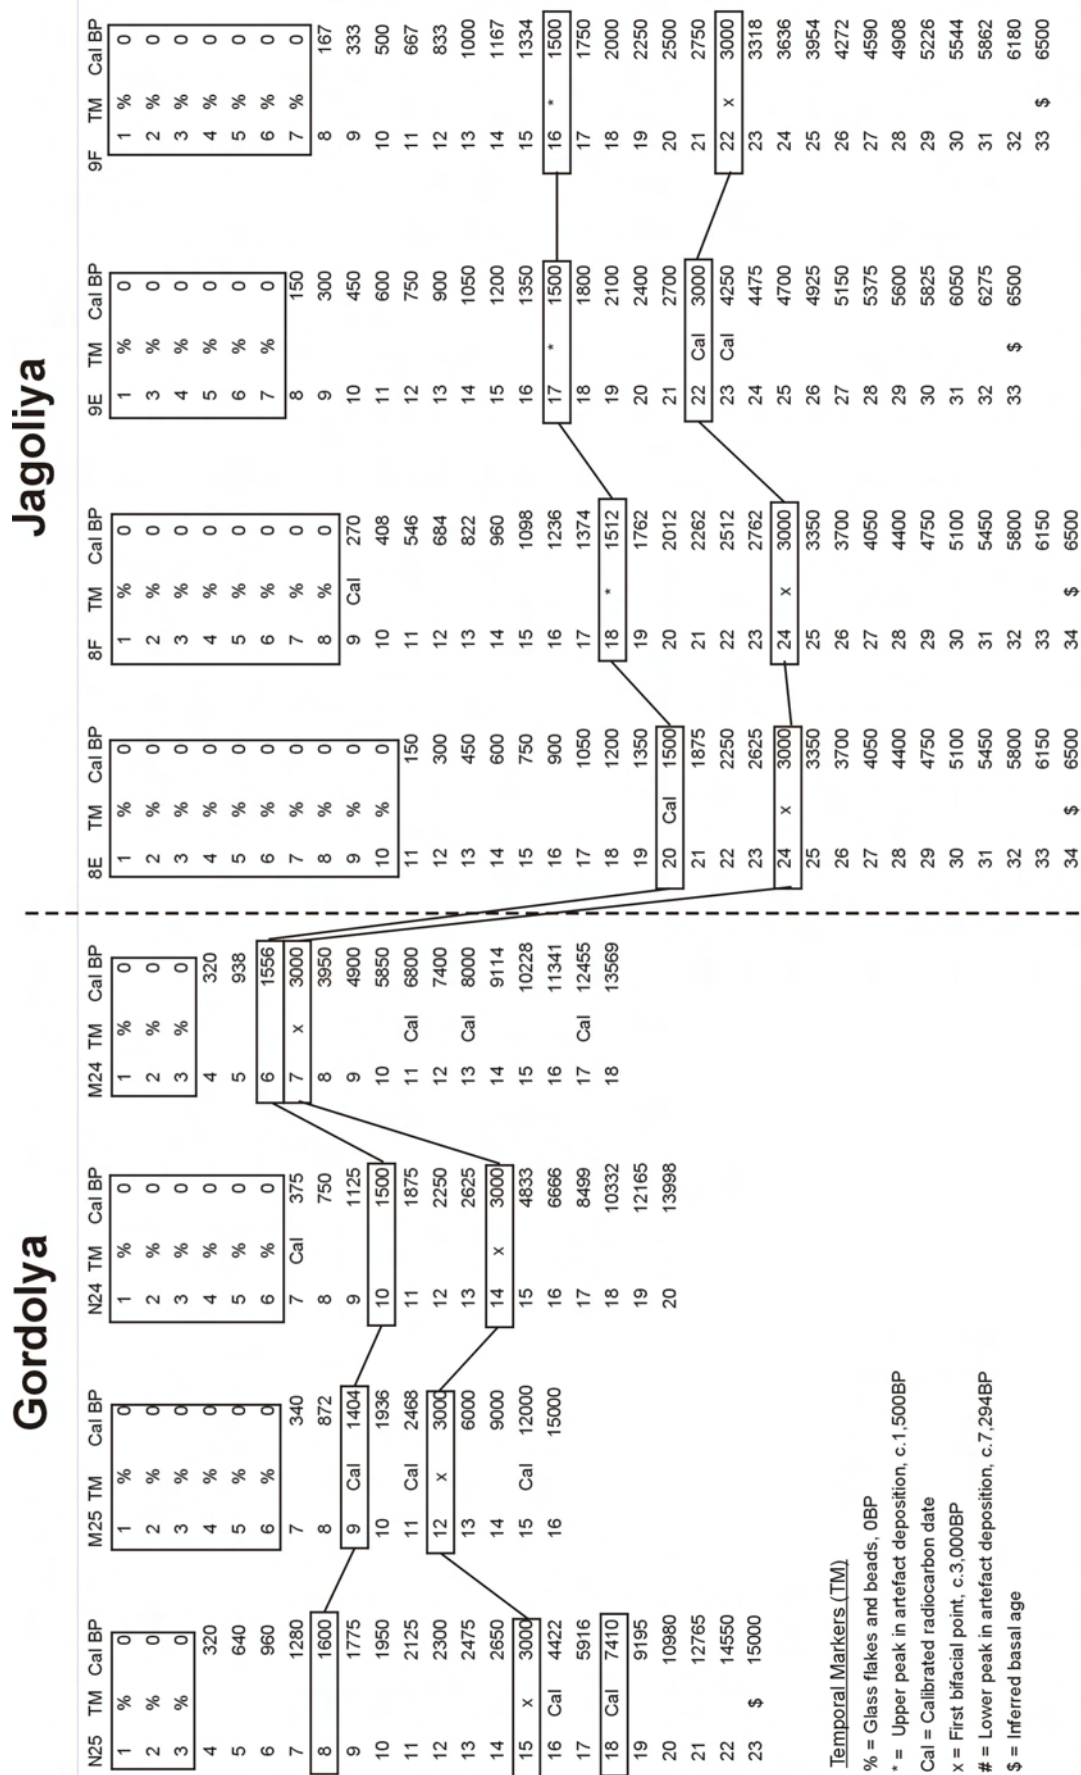 Gordolya
N25 TM Cal BP
1 % 0
2 % 0
3 % 0
4 320
5 640
6 960
7 1280
8 1600
9 1775
10 1950
11 2125
12 2300
13 2475
14 2650
15 x 3000
16 Cal 4422
17 5916
18 Cal 7410
19 9195
20 10980
21 12765
22 14550
23 $ 15000
M25 TM Cal BP
1 % 0
2 % 0
3 % 0
4 % 0
5 % 0
6 % 0
7 340
8 872
9 Cal 1404
10 1936
11 Cal 2468
12 x 3000
13 6000
14 9000
15 Cal 12000
16 15000
N24 TM Cal BP
1 % 0
2 % 0
3 % 0
4 % 0
5 % 0
6 % 0
7 Cal 375
8 750
9 1125
10 1500
11 1875
12 2250
13 2625
14 x 3000
15 4833
16 6666
17 8499
18 10332
19 12165
20 13998
M24 TM Cal BP
1 % 0
2 % 0
3 % 0
4 320
5 938
6 1556
7 x 3000
8 3950
9 4900
10 5850
11 Cal 6800
12 7400
13 Cal 8000
14 9114
15 10228
16 11341
17 Cal 12455
18 13569
Jagoliya
8E TM Cal BP
1 % 0
2 % 0
3 % 0
4 % 0
5 % 0
6 % 0
7 % 0
8 % 0
9 % 0
10 % 0
11 150
12 300
13 450
14 600
15 750
16 900
17 1050
18 1200
19 1350
20 Cal 1500
21 1875
22 2250
23 2625
24 x 3000
25 3350
26 3700
27 4050
28 4400
29 4750
30 5100
31 5450
32 5800
33 6150
34 $ 6500
8F TM Cal BP
1 % 0
2 % 0
3 % 0
4 % 0
5 % 0
6 % 0
7 % 0
8 % 0
9 Cal 270
10 408
11 546
12 684
13 822
14 960
15 1098
16 1236
17 1374
18 * 1512
19 1762
20 2012
21 2262
22 2512
23 2762
24 x 3000
25 3350
26 3700
27 4050
28 4400
29 4750
30 5100
31 5450
32 5800
33 6150
34 $ 6500
9E TM Cal BP
1 % 0
3 % 0
4 % 0
5 % 0
6 % 0
7 % 0
8 150
9 300
10 450
11 600
12 750
13 900
14 1050
15 1200
16 1350
17 * 1500
18 1800
19 2100
20 2400
21 2700
22 Cal 3000
23 Cal 4250
24 4475
25 4700
26 4925
27 5150
28 5375
29 5600
30 5825
31 6050
32 6275
33 $ 6500
9F TM Cal BP
1 % 0
2 % 0
3 % 0
4 % 0
5 % 0
6 % 0
7 % 0
8 167
9 333
10 500
11 667
12 833
13 1000
14 1167
15 1334
16 * 1500
17 1750
18 2000
19 2250
20 2500
21 2750
22 x 3000
23 3318
24 3636
25 3954
26 4272
27 4590
28 4908
29 5226
30 5544
31 5862
32 6180
33 $ 6500
Temporal Markers (TM)
% = Glass flakes and beads, 0BP
* = Upper peak in artefact deposition, c.1,500BP
Cal = Calibrated radiocarbon date
x = First bifacial point, c.3,000BP
# = Lower peak in artefact deposition, c.7,294BP
$ = Inferred basal age